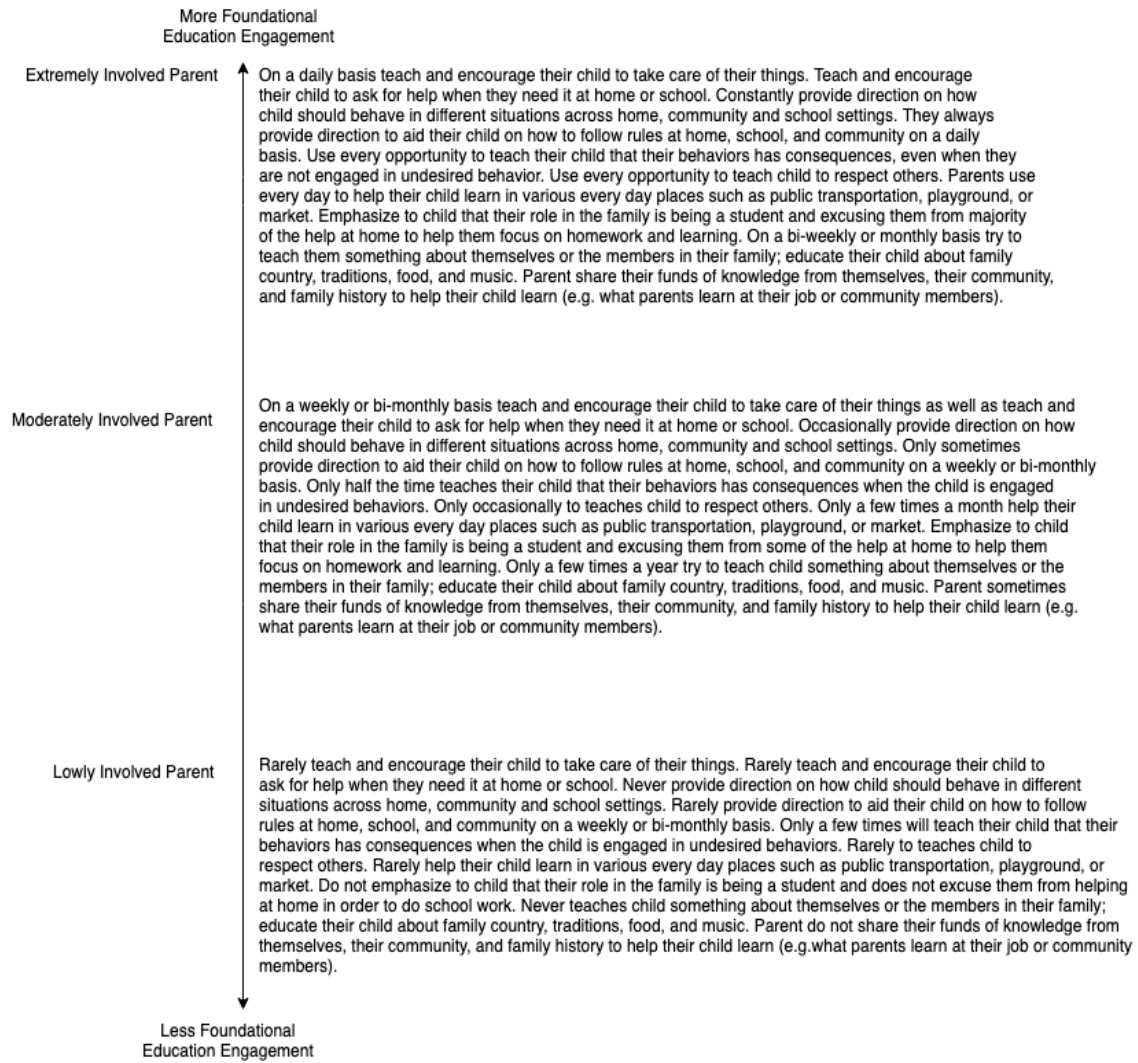 More Foundational
Education Engagement
Extremely Involved Parent
On a daily basis teach and encourage their child to take care of their things. Teach and encourage
their child to ask for help when they need it at home or school. Constantly provide direction on how
child should behave in different situations across home, community and school settings. They always
provide direction to aid their child on how to follow rules at home, school, and community on a daily
basis. Use every opportunity to teach their child that their behaviors has consequences, even when they
are not engaged in undesired behavior. Use every opportunity to teach child to respect others. Parents use
every day to help their child learn in various every day places such as public transportation, playground, or
market. Emphasize to child that their role in the family is being a student and excusing them from majority
of the help at home to help them focus on homework and learning. On a bi-weekly or monthly basis try to
teach them something about themselves or the members in their family; educate their child about family
country, traditions, food, and music. Parent share their funds of knowledge from themselves, their community,
and family history to help their child learn (e.g. what parents learn at their job or community members).
Moderately Involved Parent
On a weekly or bi-monthly basis teach and encourage their child to take care of their things as well as teach and
encourage their child to ask for help when they need it at home or school. Occasionally provide direction on how
child should behave in different situations across home, community and school settings. Only sometimes
provide direction to aid their child on how to follow rules at home, school, and community on a weekly or bi-monthly
basis. Only half the time teaches their child that their behaviors has consequences when the child is engaged
in undesired behaviors. Only occasionally to teaches child to respect others. Only a few times a month help their
child learn in various every day places such as public transportation, playground, or market. Emphasize to child
that their role in the family is being a student and excusing them from some of the help at home to help them
focus on homework and learning. Only a few times a year try to teach child something about themselves or the
members in their family; educate their child about family country, traditions, food, and music. Parent sometimes
share their funds of knowledge from themselves, their community, and family history to help their child learn (e.g.
what parents learn at their job or community members).
Lowly Involved Parent
Rarely teach and encourage their child to take care of their things. Rarely teach and encourage their child to
ask for help when they need it at home or school. Never provide direction on how child should behave in different
situations across home, community and school settings. Rarely provide direction to aid their child on how to follow
rules at home, school, and community on a weekly or bi-monthly basis. Only a few times will teach their child that their
behaviors has consequences when the child is engaged in undesired behaviors. Rarely to teaches child to
respect others. Rarely help their child learn in various every day places such as public transportation, playground, or
market. Do not emphasize to child that their role in the family is being a student and does not excuse them from helping
at home in order to do school work. Never teaches child something about themselves or the members in their family;
educate their child about family country, traditions, food, and music. Parent do not share their funds of knowledge from
themselves, their community, and family history to help their child learn (e.g.what parents learn at their job or community
members).
Less Foundational
Education Engagement